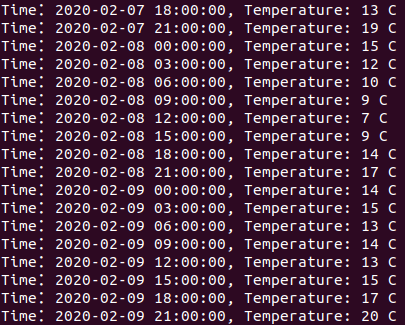 Time: 2020-02-07 18:00:00, Temperature: 13 C
Time: 2020-02-07 21:00:00, Temperature: 19 C
Time: 2020-02-08 00:00:00, Temperature: 15 C
Time: 2020-02-08 03:00:00, Temperature: 12 C
Time: 2020-02-08 06:00:00, Temperature: 10 C
Time: 2020-02-08 09:00:00, Temperature: 9 C
Time: 2020-02-08 12:00:00, Temperature: 7 C
Time: 2020-02-08 15:00:00, Temperature: 9 C
Time: 2020-02-08 18:00:00, Temperature: 14 C
Time: 2020-02-08 21:00:00, Temperature: 17 C
Time: 2020-02-09 00:00:00, Temperature: 14 C
Time: 2020-02-09 03:00:00, Temperature: 15 C
Time: 2020-02-09 06:00:00, Temperature: 13 C
Time: 2020-02-09 09:00:00, Temperature: 14 C
Time: 2020-02-09 12:00:00, Temperature: 13 C
Time: 2020-02-09 15:00:00, Temperature: 15 C
Time: 2020-02-09 18:00:00, Temperature: 17 C
Time: 2020-02-09 21:00:00, Temperature: 20 C